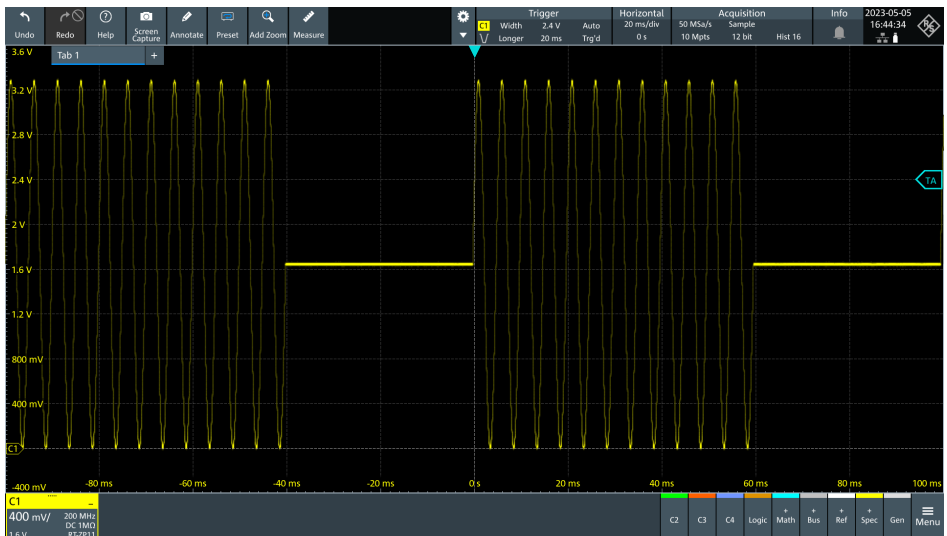 Undo Redo Help Screen Capture Annotate Preset Add Zoom Measure
Trigger Horizontal Acquisition Info 2023-05-05
C1 Width 2.4 V Auto 20 ms/div 50 MSa/s Sample 16:44:34
Longer 20 ms Trg'd 0 s 10 Mpts 12 bit Hist 16
3.6 V Tab 1 +
3.2 V
2.8 V
2.4 V TA
2 V
1.6 V
1.2 V
800 mV
400 mV
C1
-400 mV -80 ms -60 ms -40 ms -20 ms 0 s 20 ms 40 ms 60 ms 80 ms 100 ms
C1
400 mV/ 200 MHz
DC 1MΩ
1.6 V RT-ZP11
C2 C3 C4 Logic + Math + Bus + Ref + Spec Gen Menu